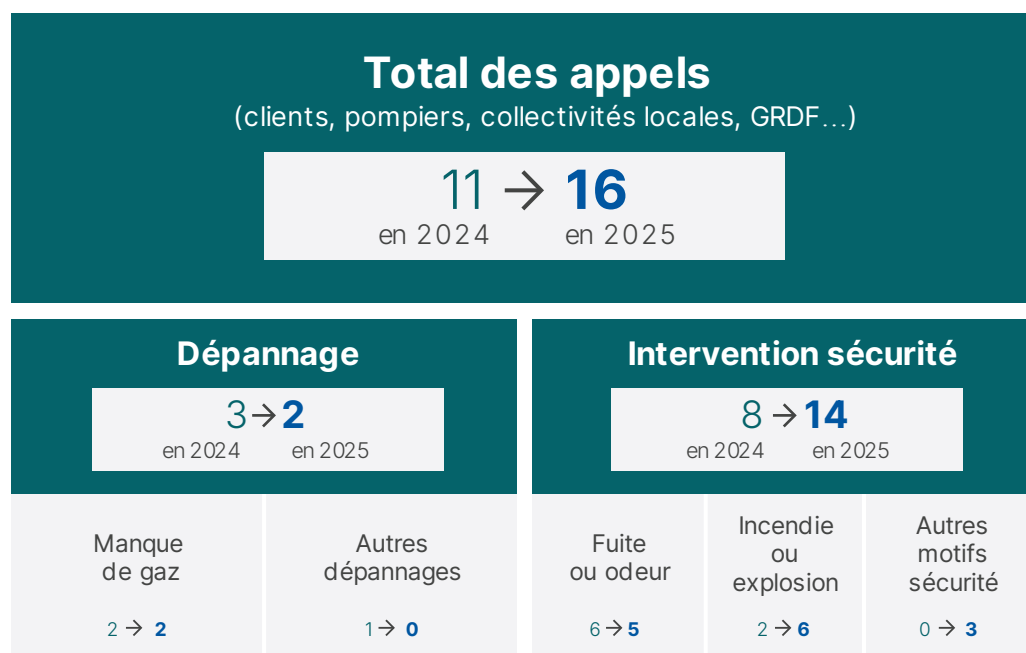 Total des appels
(clients, pompiers, collectivités locales, GRDF...)
11 → 16
en 2024 en 2025
Dépannage
3 → 2
en 2024 en 2025
Manque
de gaz
2 → 2
Autres
dépannages
1 → 0
Intervention sécurité
8 → 14
en 2024 en 2025
Fuite
ou odeur
6 → 5
Incendie
ou
explosion
2 → 6
Autres
motifs
sécurité
0 → 3